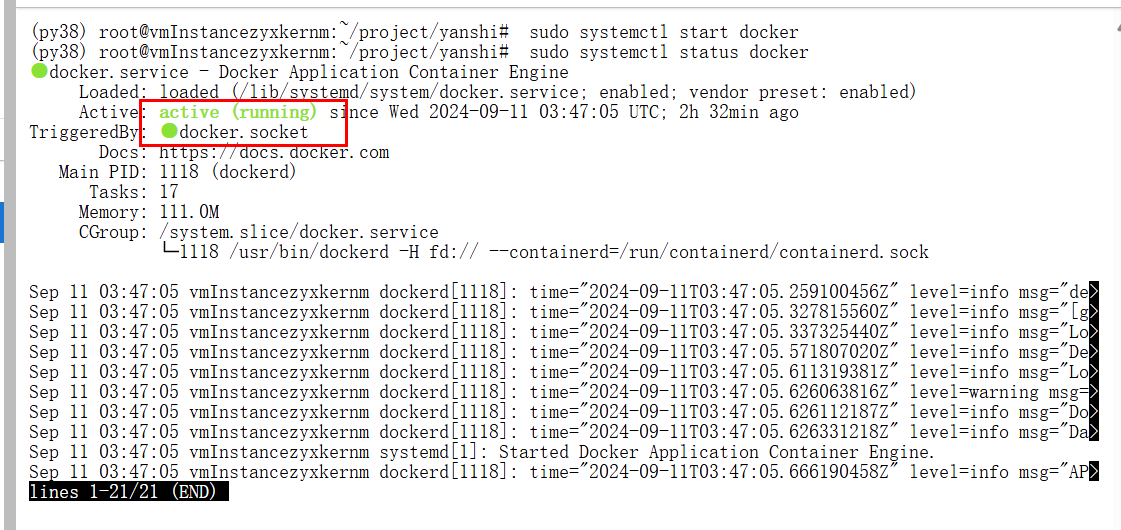 (py38) root@vmInstancezyxkernm:~/project/yanshi#  sudo systemctl start docker
(py38) root@vmInstancezyxkernm:~/project/yanshi#  sudo systemctl status docker
●docker.service - Docker Application Container Engine
Loaded: loaded (/lib/systemd/system/docker.service; enabled; vendor preset: enabled)
Active: active (running) since Wed 2024-09-11 03:47:05 UTC; 2h 32min ago
TriggeredBy: ●docker.socket
Docs: https://docs.docker.com
Main PID: 1118 (dockerd)
Tasks: 17
Memory: 111.0M
CGroup: /system.slice/docker.service
└─1118 /usr/bin/dockerd -H fd:// --containerd=/run/containerd/containerd.sock
Sep 11 03:47:05 vmInstancezyxkernm dockerd[1118]: time="2024-09-11T03:47:05.259100456Z" level=info msg="de>
Sep 11 03:47:05 vmInstancezyxkernm dockerd[1118]: time="2024-09-11T03:47:05.327815560Z" level=info msg="[g>
Sep 11 03:47:05 vmInstancezyxkernm dockerd[1118]: time="2024-09-11T03:47:05.337325440Z" level=info msg="Lo>
Sep 11 03:47:05 vmInstancezyxkernm dockerd[1118]: time="2024-09-11T03:47:05.571807020Z" level=info msg="De>
Sep 11 03:47:05 vmInstancezyxkernm dockerd[1118]: time="2024-09-11T03:47:05.611319381Z" level=info msg="Lo>
Sep 11 03:47:05 vmInstancezyxkernm dockerd[1118]: time="2024-09-11T03:47:05.626063816Z" level=warning msg=>
Sep 11 03:47:05 vmInstancezyxkernm dockerd[1118]: time="2024-09-11T03:47:05.626112187Z" level=info msg="Do>
Sep 11 03:47:05 vmInstancezyxkernm dockerd[1118]: time="2024-09-11T03:47:05.626331218Z" level=info msg="Da>
Sep 11 03:47:05 vmInstancezyxkernm systemd[1]: Started Docker Application Container Engine.
Sep 11 03:47:05 vmInstancezyxkernm dockerd[1118]: time="2024-09-11T03:47:05.666190458Z" level=info msg="AP>
lines 1-21/21 (END)